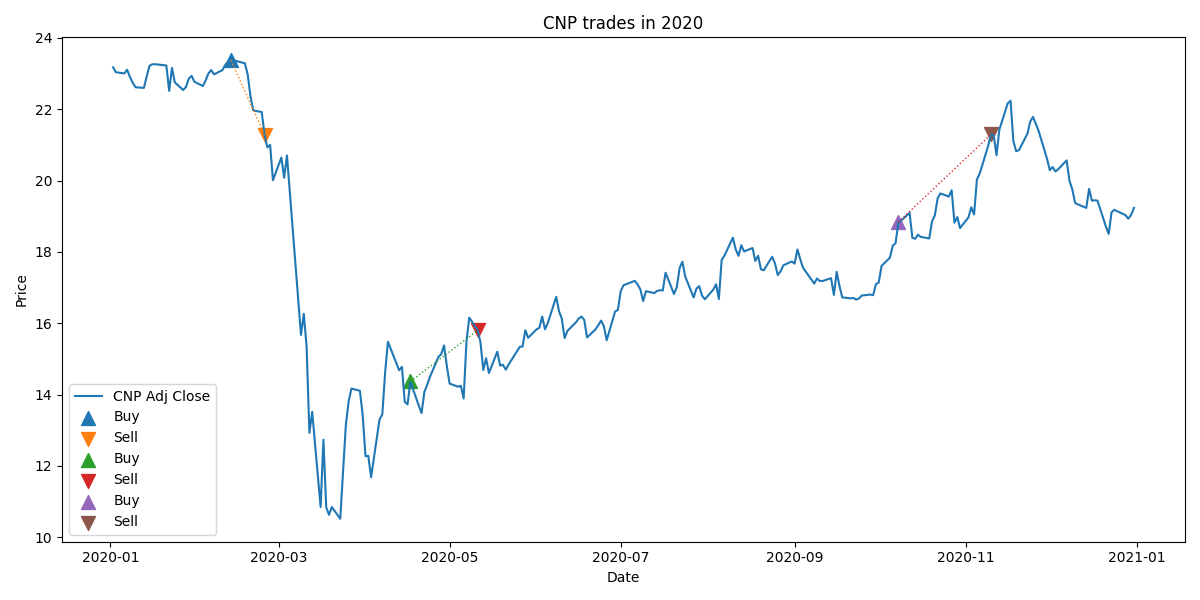 CNP trades in 2020
24
22
20
18
16
14
12
10
Price
CNP Adj Close
Buy
Sell
Buy
Sell
Buy
Sell
2020-01
2020-03
2020-05
2020-07
2020-09
2020-11
2021-01
Date